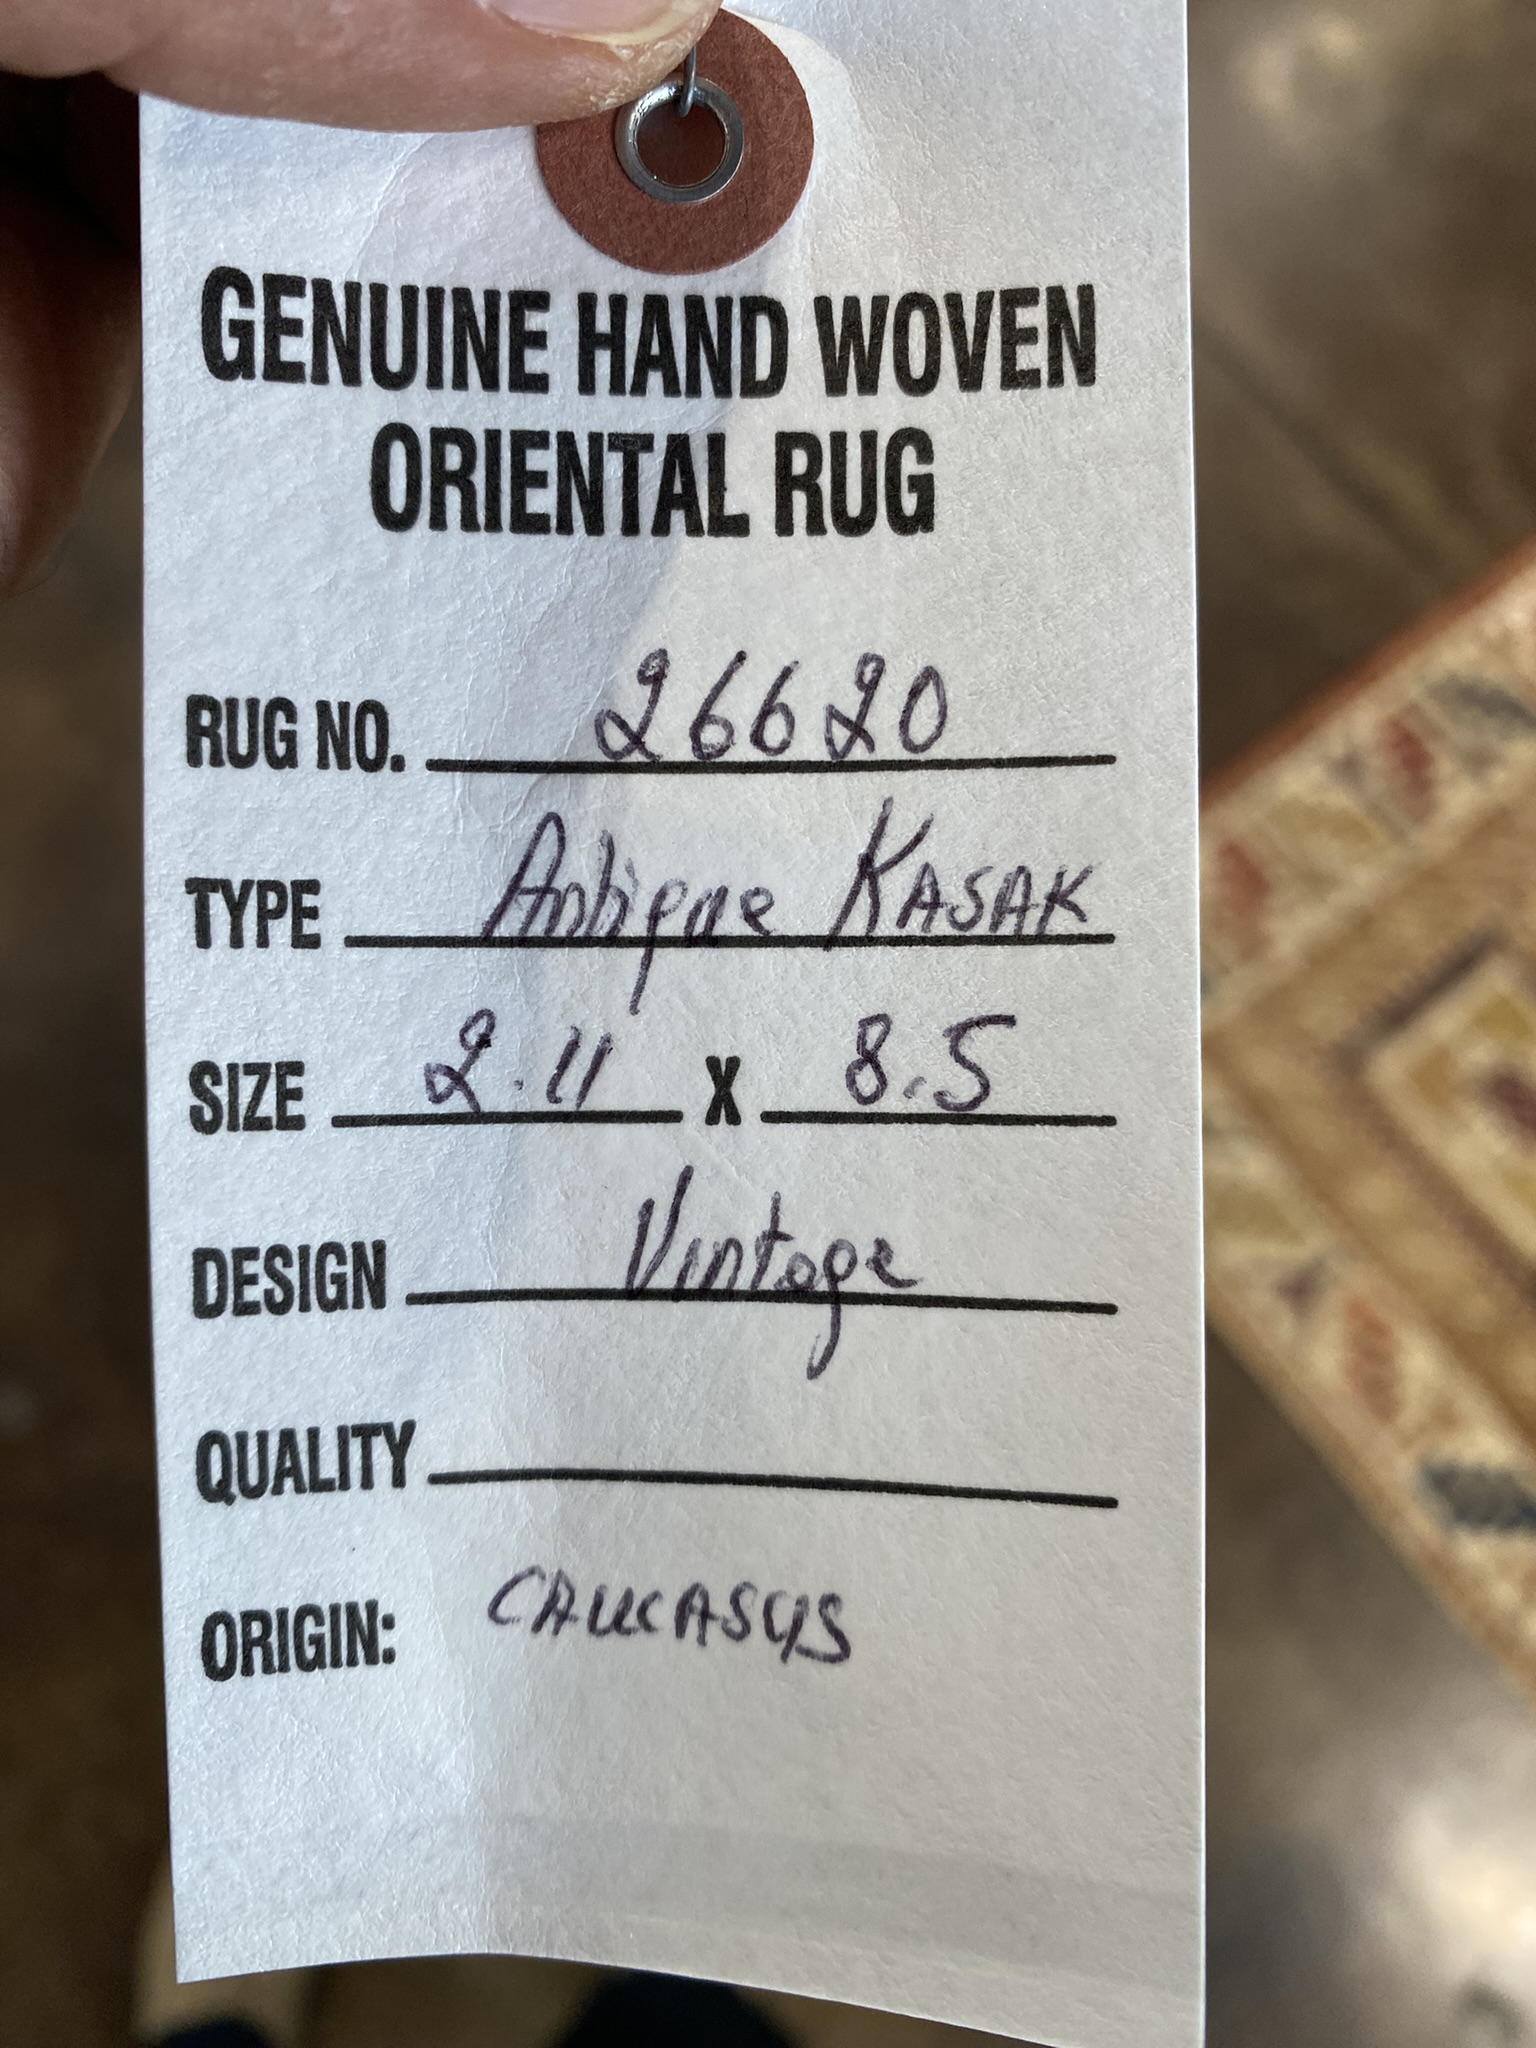 GENUINE HAND WOVEN
ORIENTAL RUG
RUG NO. 26620
TYPE Antique KASAK
SIZE 2.11 X 8.5
DESIGN Vintage
QUALITY
ORIGIN: CAUCASUS